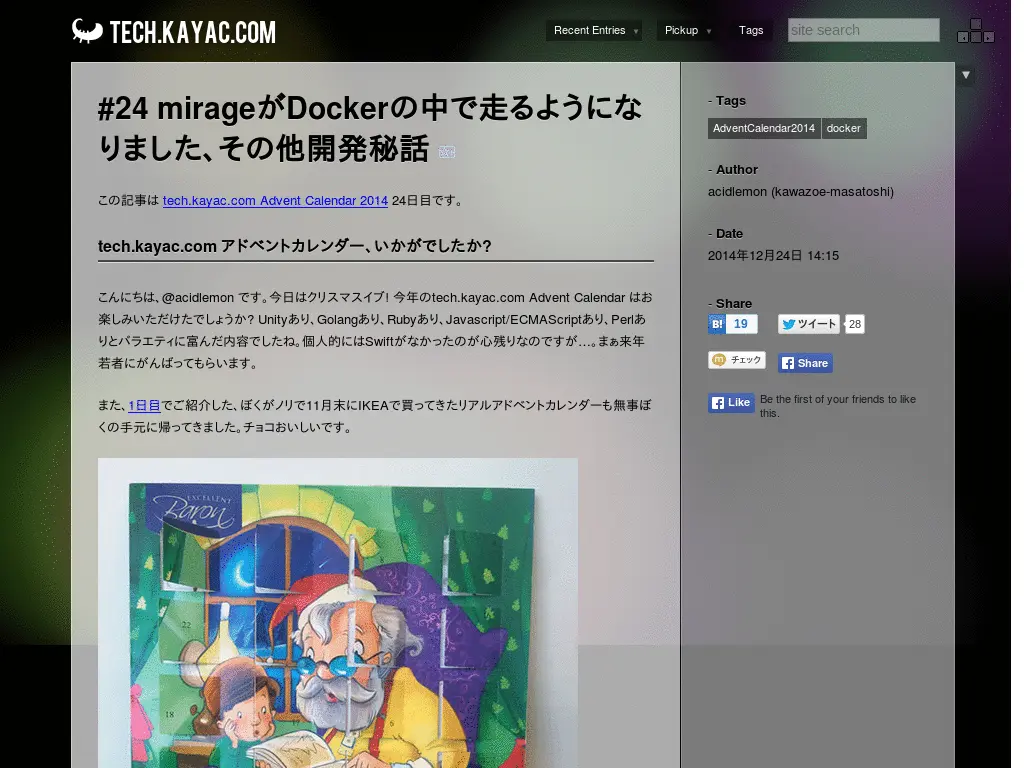 TECH.KAYAC.COM
Recent Entries ▾
Pickup ▾
Tags
site search
#24 mirageがDockerの中で走るようにな
りました、その他開発秘話
この記事は tech.kayac.com Advent Calendar 2014 24日目です。
tech.kayac.com アドベントカレンダー、いかがでしたか?
こんにちは、@acidlemon です。今日はクリスマスイブ! 今年のtech.kayac.com Advent Calendar はお
楽しみいただけたでしょうか? Unityあり、Golangあり、Rubyあり、Javascript/ECMAScriptあり、Perlあ
りとバラエティに富んだ内容でしたね。個人的にはSwiftがなかったのが心残りなのですが…。まぁ来年
若者にがんばってもらいます。
また、1日目でご紹介した、ぼくがノリで11月末にIKEAで買ってきたリアルアドベントカレンダーも無事ぼ
くの手元に帰ってきました。チョコおいしいです。
EXCELLENT
Baron
22
18
6
- Tags
AdventCalendar2014 docker
- Author
acidlemon (kawazoe-masatoshi)
- Date
2014年12月24日 14:15
- Share
B! 19
ツイート 28
チェック
Share
Like
Be the first of your friends to like
this.